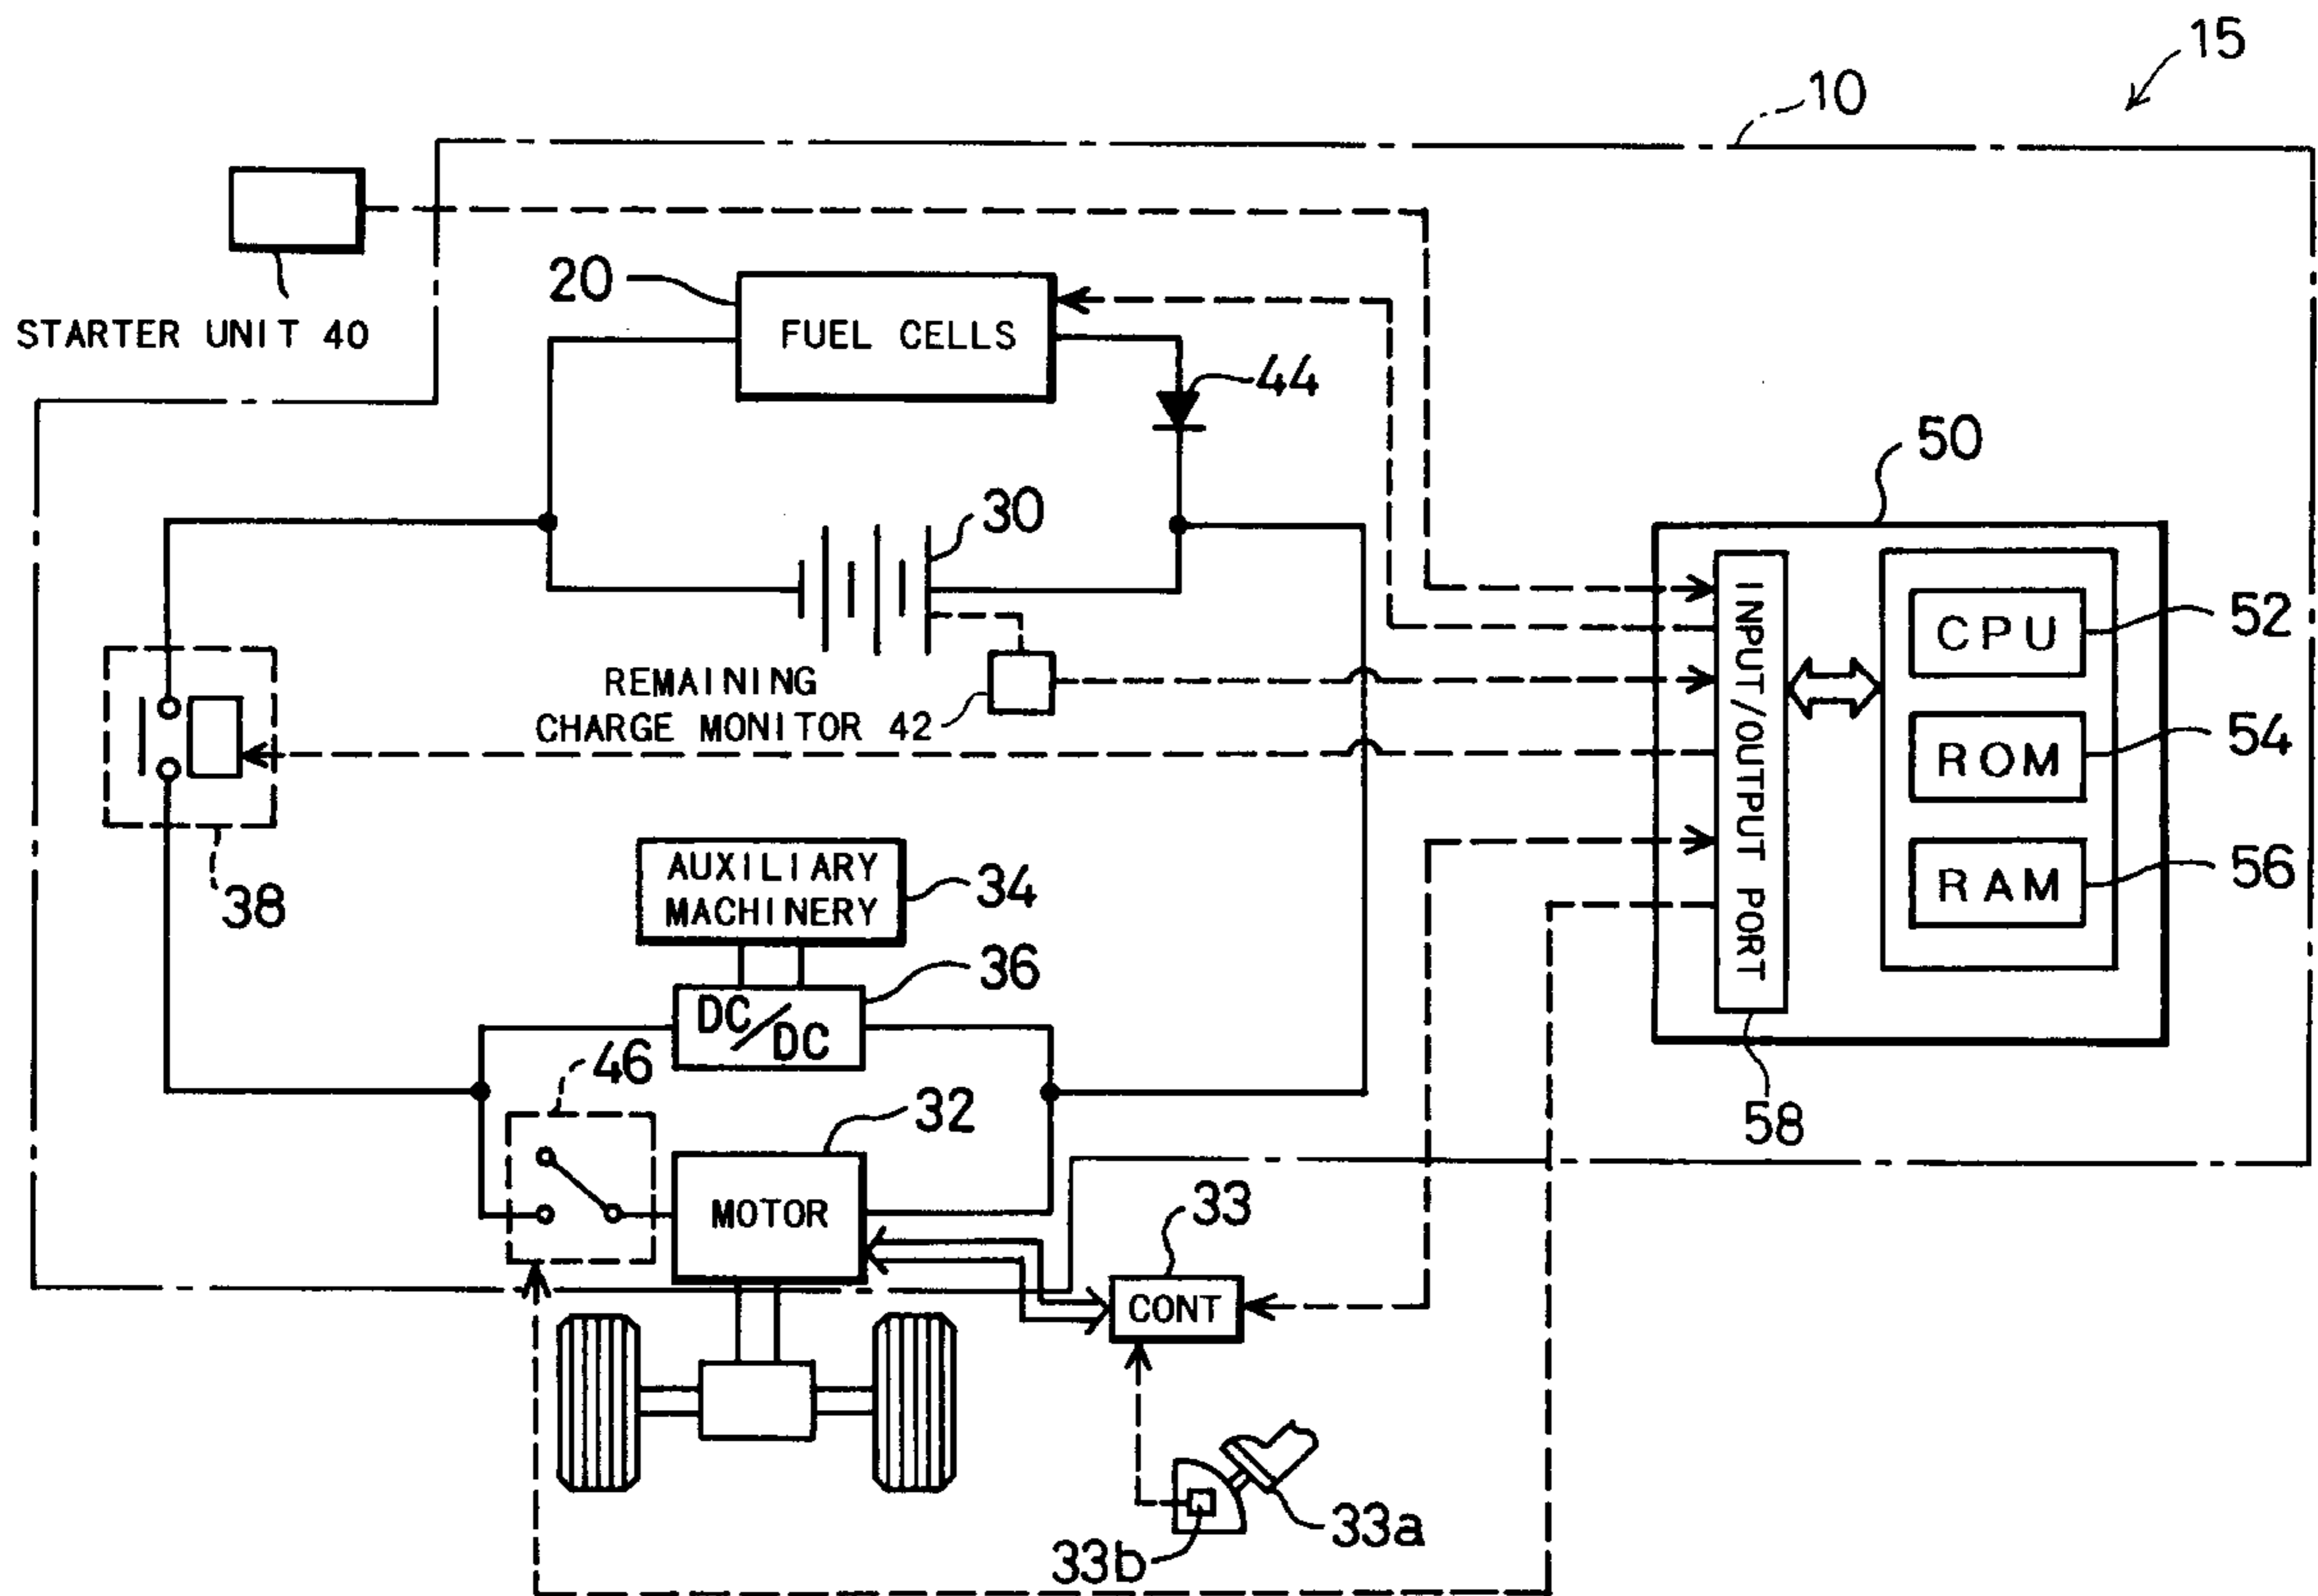 15
10
STARTER UNIT 40
20
FUEL CELLS
44
50
30
INPUT/OUTPUT PORT
CPU
52
REMAINING
CHARGE MONITOR 42
ROM
54
38
AUXILIARY
MACHINERY
34
RAM
56
36
DC/DC
46
32
58
MOTOR
33
CONT
33a
33b